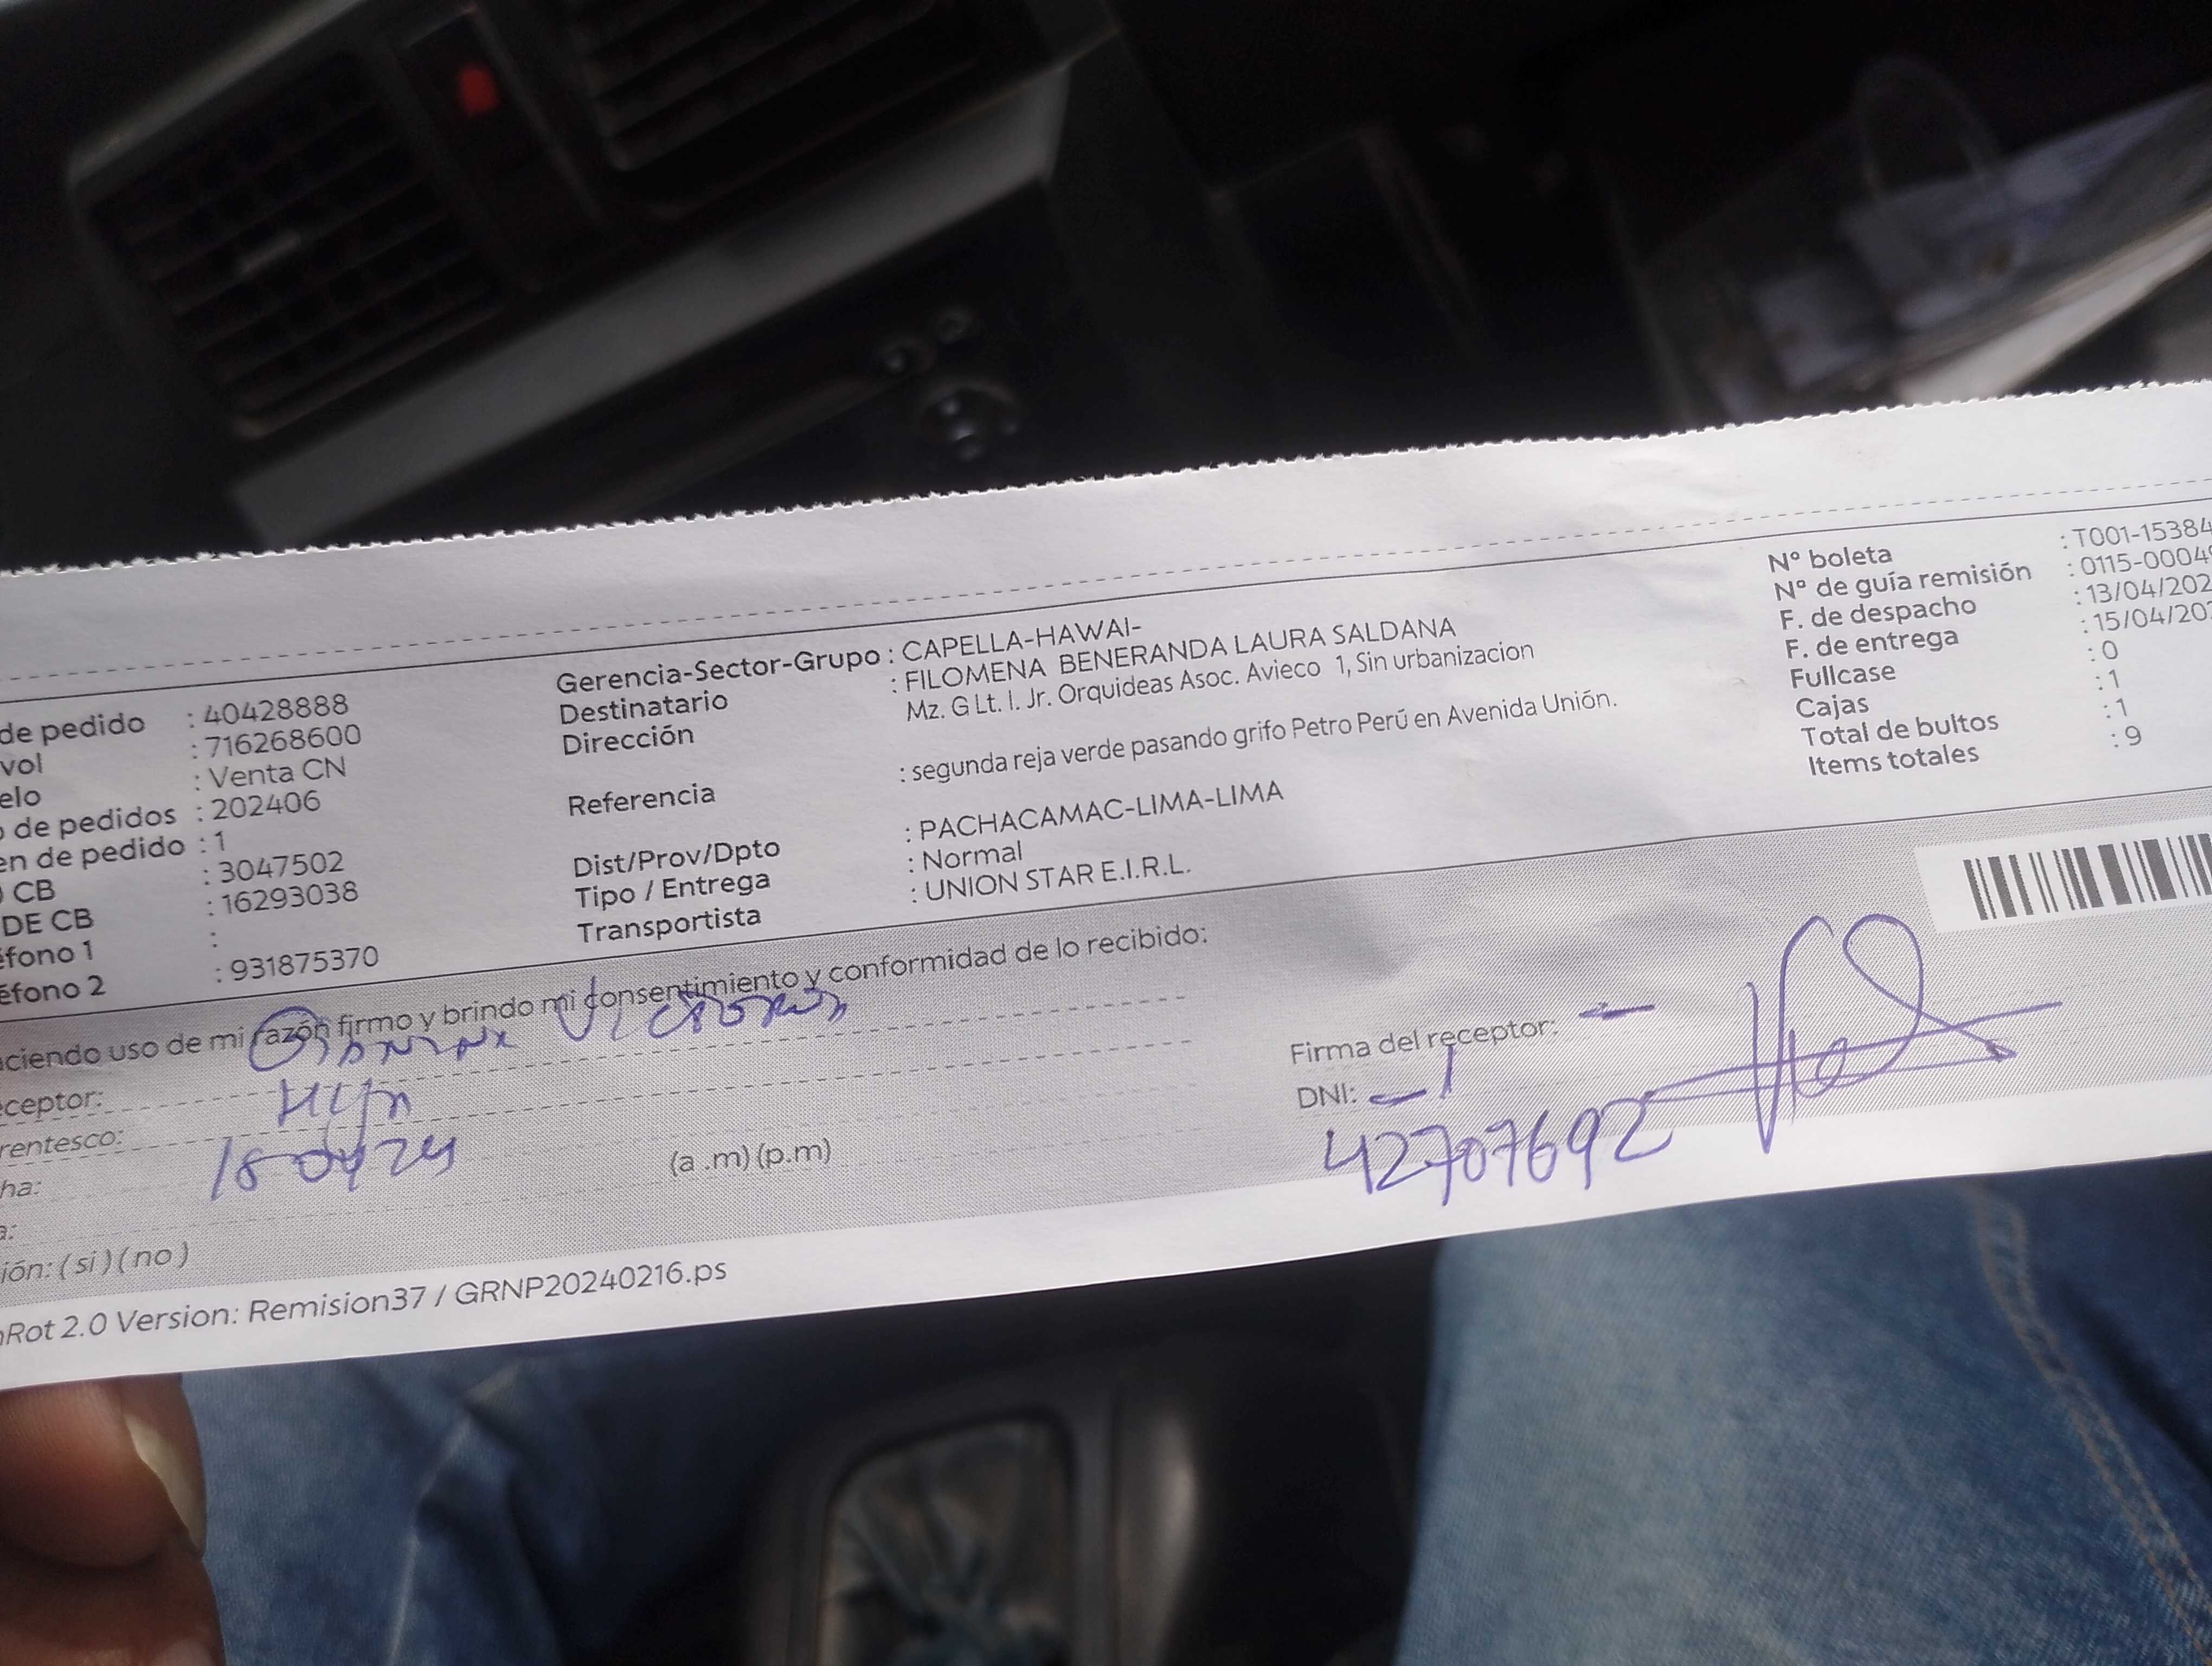 de pedido : 40428888
vol : 716268600
elo : Venta CN
de pedidos : 202406
en de pedido : 1
CB : 3047502
DE CB : 16293038
éfono 1 :
éfono 2 : 931875370
Gerencia-Sector-Grupo : CAPELLA-HAWAI-
Destinatario : FILOMENA BENERANDA LAURA SALDANA
Dirección Mz. G Lt. I. Jr. Orquideas Asoc. Avieco 1, Sin urbanizacion
Referencia : segunda reja verde pasando grifo Petro Perú en Avenida Unión.
Dist/Prov/Dpto : PACHACAMAC-LIMA-LIMA
Tipo / Entrega : Normal
Transportista : UNION STAR E.I.R.L.
Nº boleta : T001-15384
Nº de guía remisión : 0115-0004
F. de despacho : 13/04/202
F. de entrega : 15/04/202
Fullcase : 0
Cajas : 1
Total de bultos : 1
Items totales : 9
ciendo uso de mi razón firmo y brindo mi consentimiento y conformidad de lo recibido:
ceptor:
rentesco:
ha:
a: (a .m) (p.m)
ión: ( si ) ( no )
Firma del receptor:
DNI:
42707692
Rot 2.0 Version: Remision37 / GRNP20240216.ps